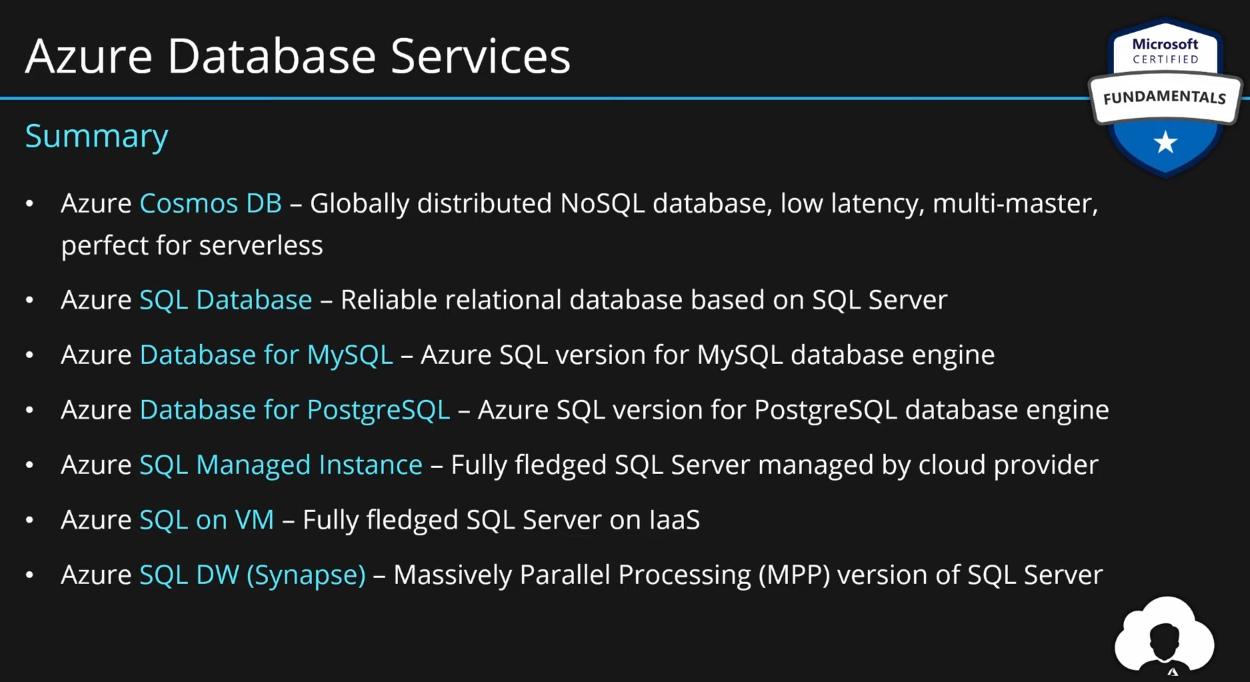 Azure Database Services
Microsoft
CERTIFIED
FUNDAMENTALS
Summary
• Azure Cosmos DB – Globally distributed NoSQL database, low latency, multi-master,
perfect for serverless
• Azure SQL Database – Reliable relational database based on SQL Server
• Azure Database for MySQL – Azure SQL version for MySQL database engine
• Azure Database for PostgreSQL – Azure SQL version for PostgreSQL database engine
• Azure SQL Managed Instance – Fully fledged SQL Server managed by cloud provider
• Azure SQL on VM – Fully fledged SQL Server on IaaS
• Azure SQL DW (Synapse) – Massively Parallel Processing (MPP) version of SQL Server